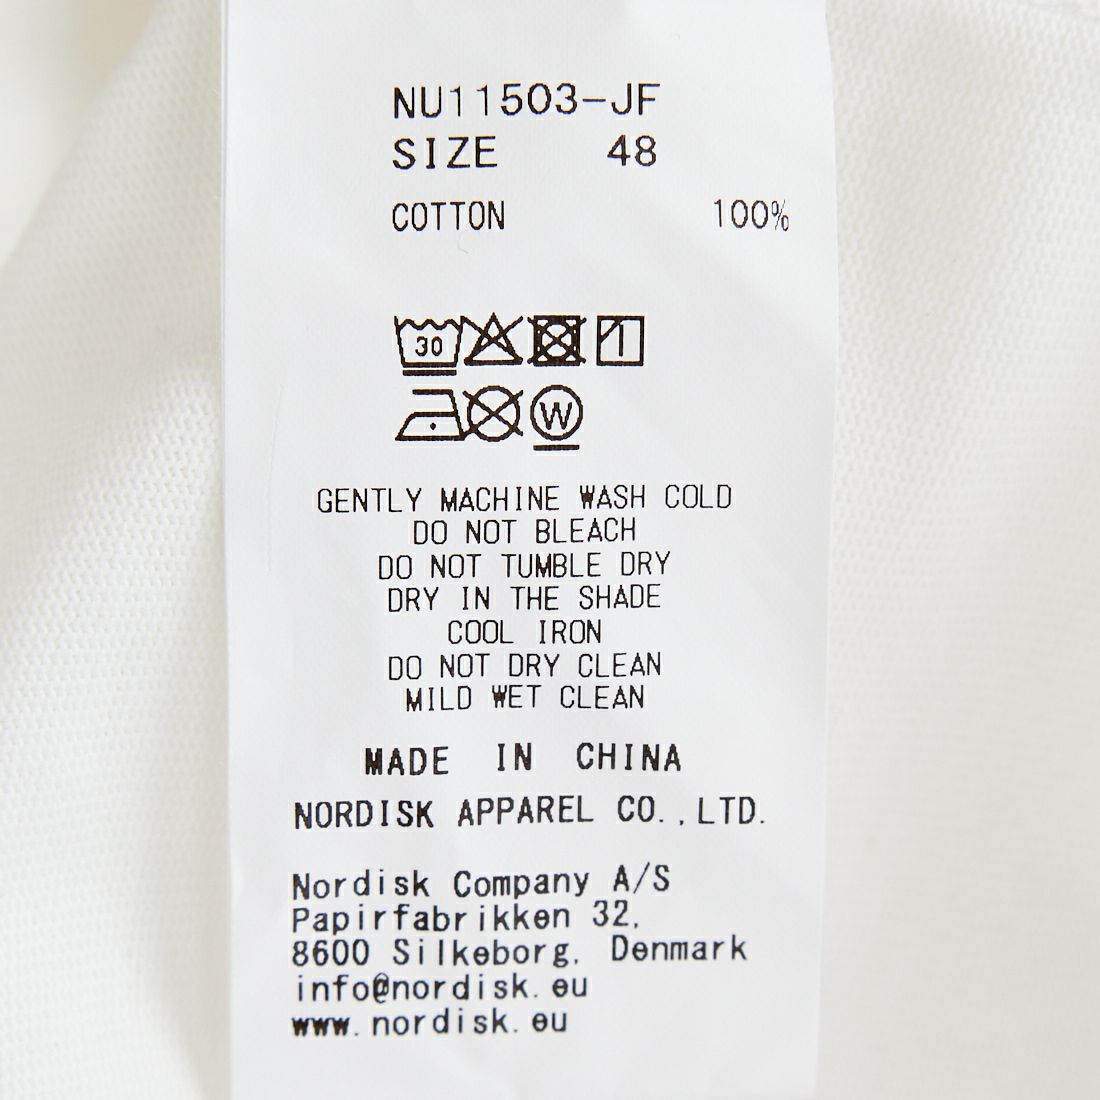 NU11503-JF
SIZE 48
COTTON 100%
30
W
GENTLY MACHINE WASH COLD
DO NOT BLEACH
DO NOT TUMBLE DRY
DRY IN THE SHADE
COOL IRON
DO NOT DRY CLEAN
MILD WET CLEAN
MADE IN CHINA
NORDISK APPAREL CO.,LTD.
Nordisk Company A/S
Papirfabrikken 32,
8600 Silkeborg, Denmark
info@nordisk.eu
www.nordisk.eu